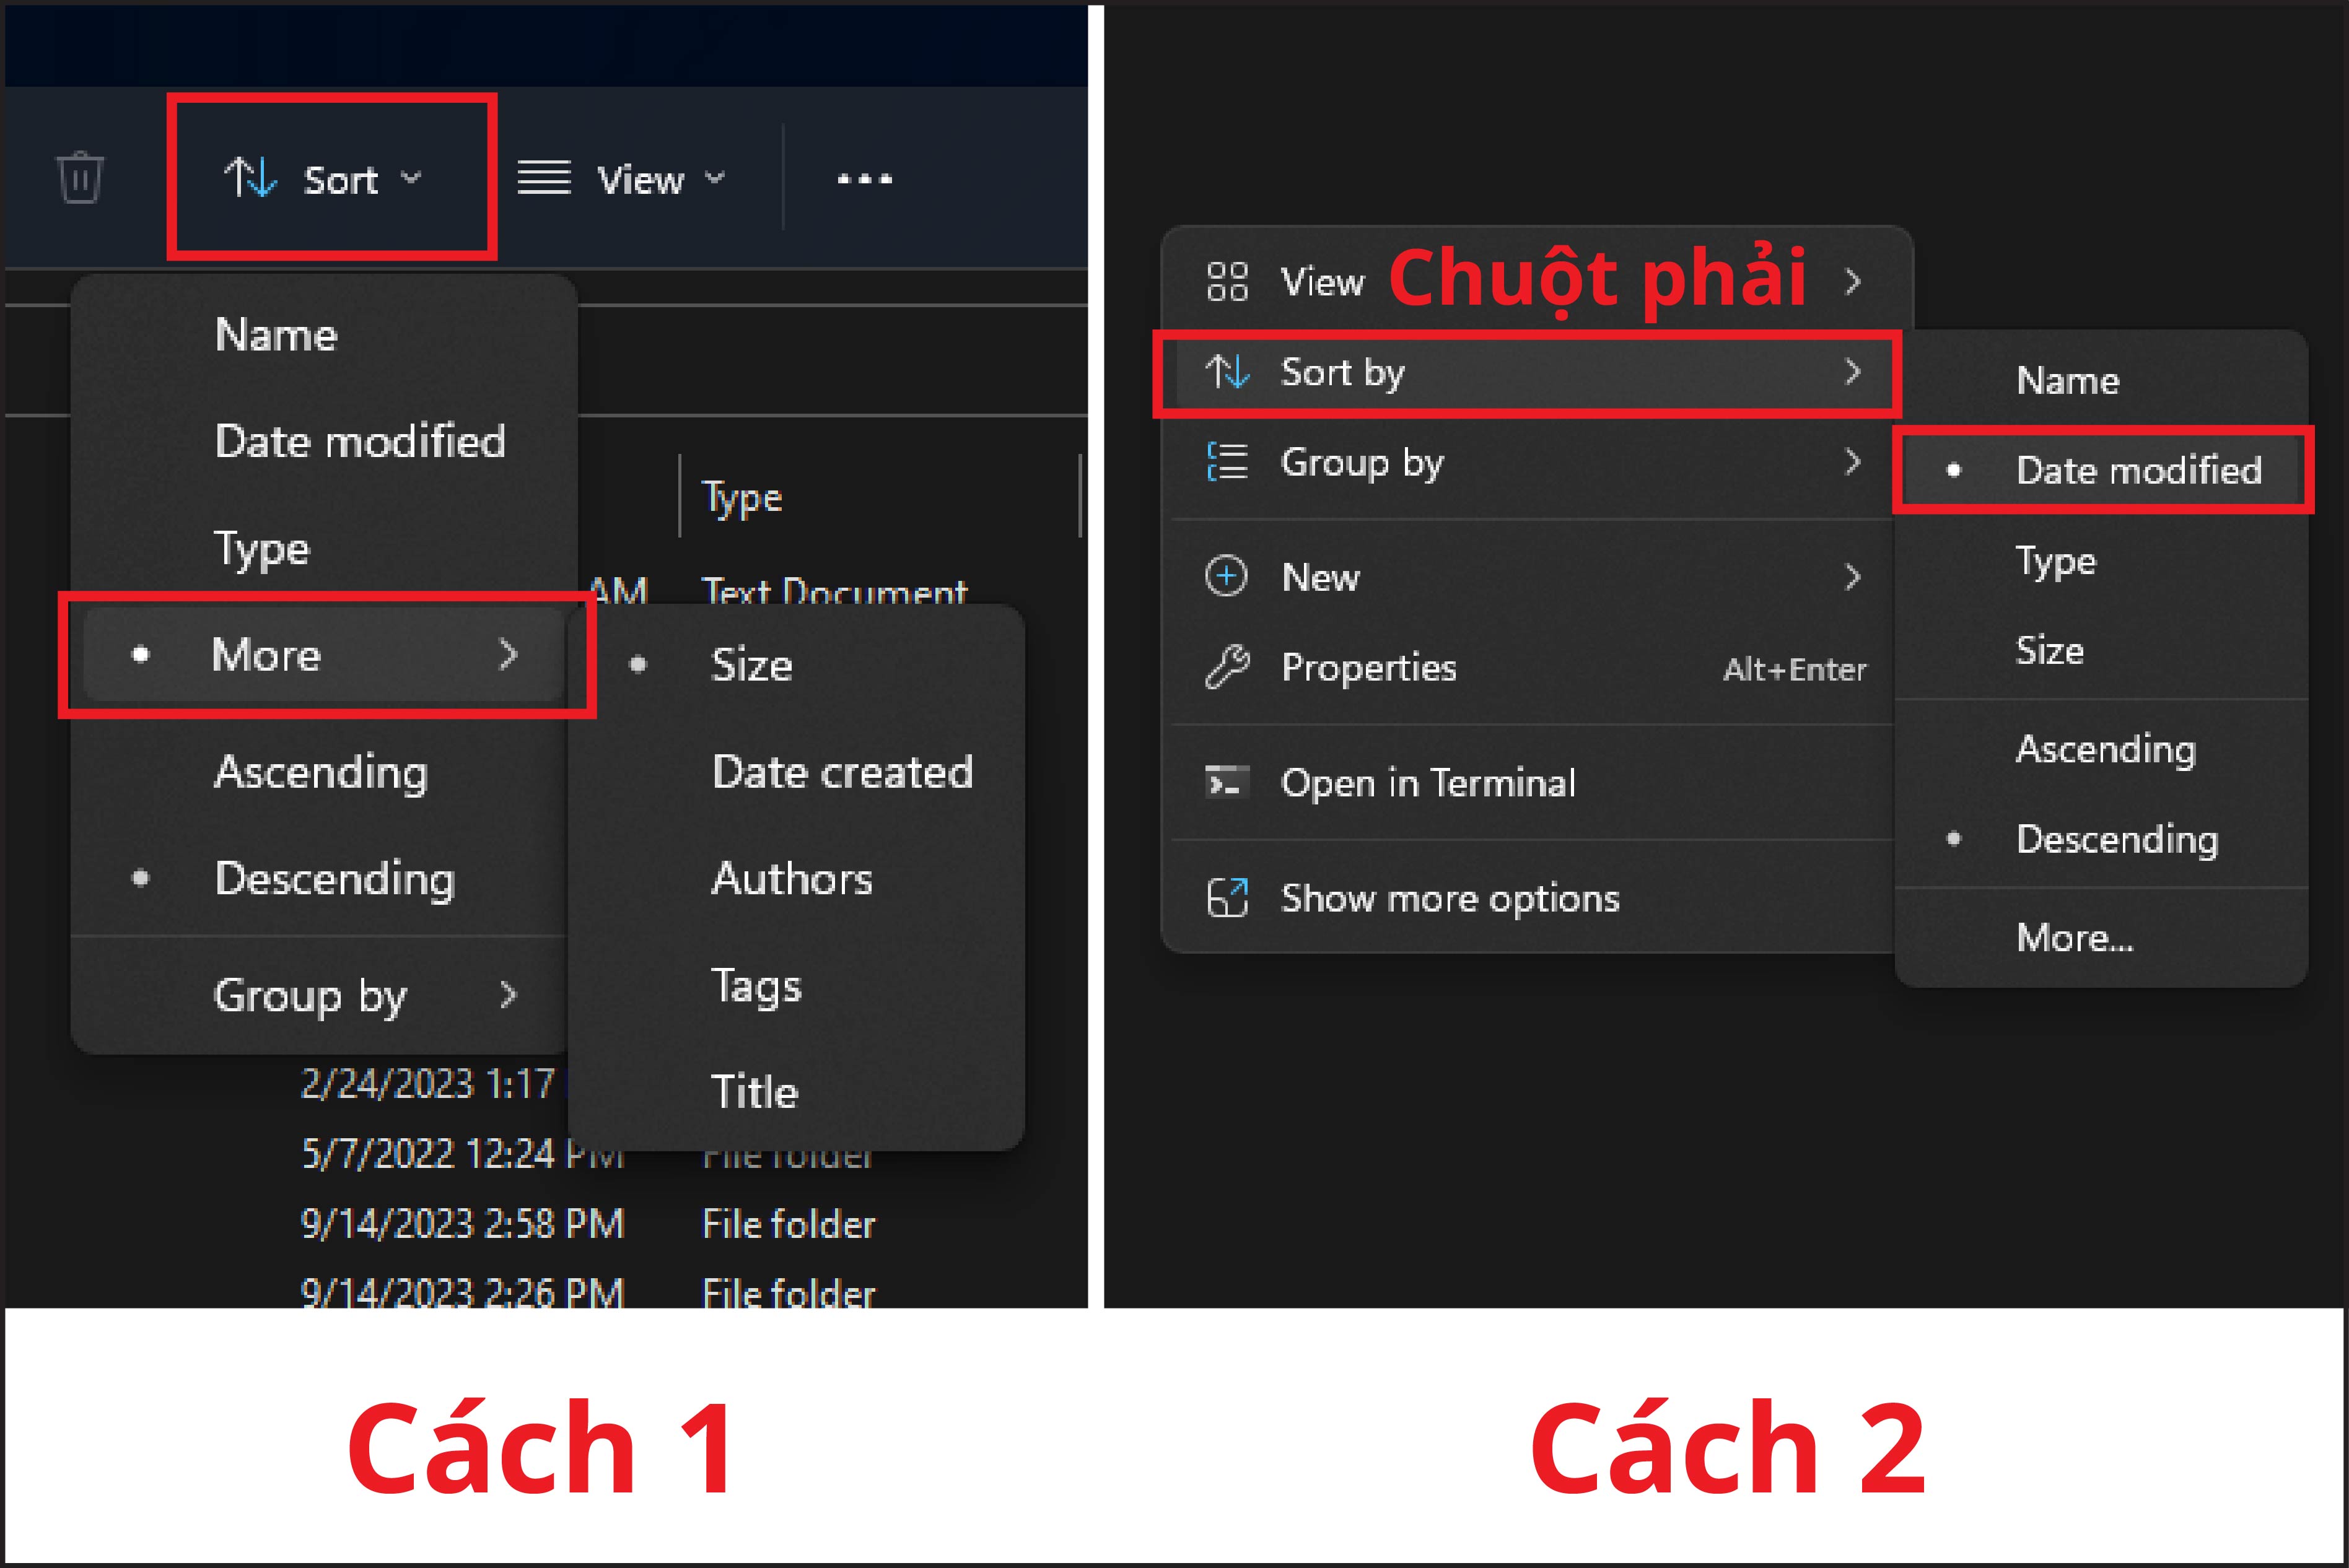 Sort
View
Name
Date modified
Type
Type
AM
Text Document
More
Size
Ascending
Date created
Descending
Authors
Group by
Tags
Title
2/24/2023 1:17
5/7/2022 12:24 PM
File folder
9/14/2023 2:58 PM
File folder
9/14/2023 2:26 PM
File folder
Cách 1
View
Chuột phải
Sort by
Group by
New
Properties
Alt+Enter
Open in Terminal
Show more options
Name
Date modified
Type
Size
Ascending
Descending
More...
Cách 2